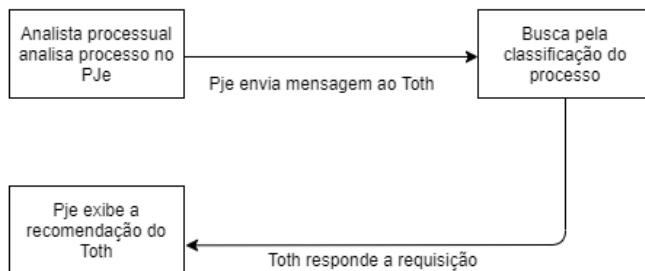 Analista processual
analisa processo no
PJe
Pje envia mensagem ao Toth
Busca pela
classificação do
processo
Pje exibe a
recomendação do
Toth
Toth responde a requisição